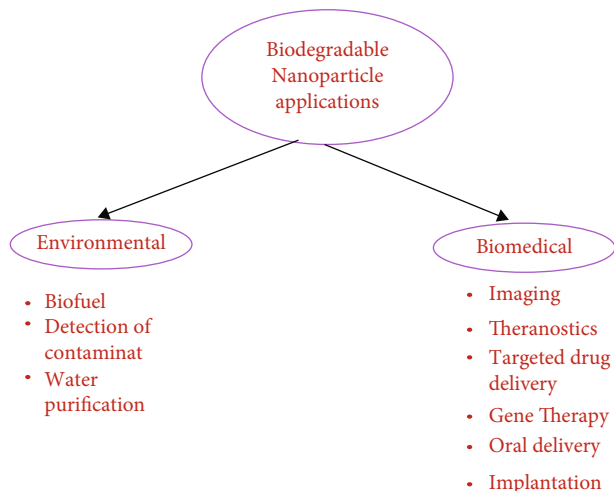 Biodegradable
Nanoparticle
applications
Environmental
• Biofuel
• Detection of
contaminat
• Water
purification
Biomedical
• Imaging
• Theranostics
• Targeted drug
delivery
• Gene Therapy
• Oral delivery
• Implantation